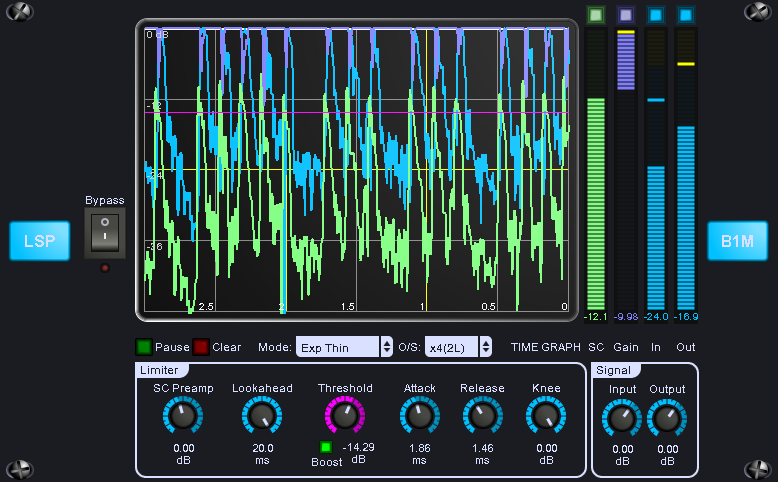 0 dB
-12
-24
-36
2.5 2 1.5 1 0.5 0
Bypass
LSP
B1M
-12.1 -9.98 -24.0 -16.9
Pause Clear Mode: Exp Thin O/S: x4(2L) TIME GRAPH SC Gain In Out
Limiter
SC Preamp Lookahead Threshold Attack Release Knee
0.00 20.0 -14.29 1.86 1.46 0.00
dB ms Boost dB ms ms dB
Signal
Input Output
0.00 0.00
dB dB